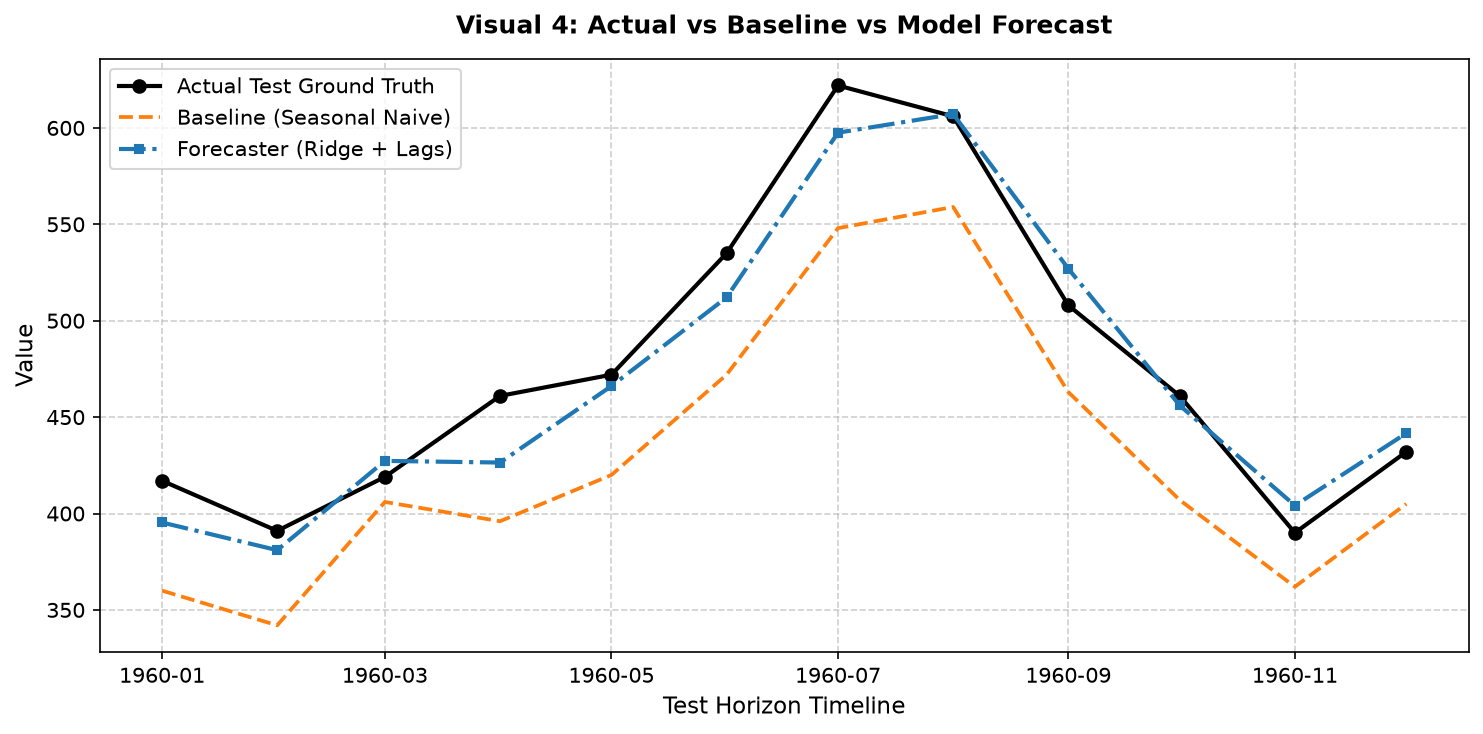 Visual 4: Actual vs Baseline vs Model Forecast
Actual Test Ground Truth
Baseline (Seasonal Naive)
Forecaster (Ridge + Lags)
Value
600
550
500
450
400
350
1960-01
1960-03
1960-05
1960-07
1960-09
1960-11
Test Horizon Timeline